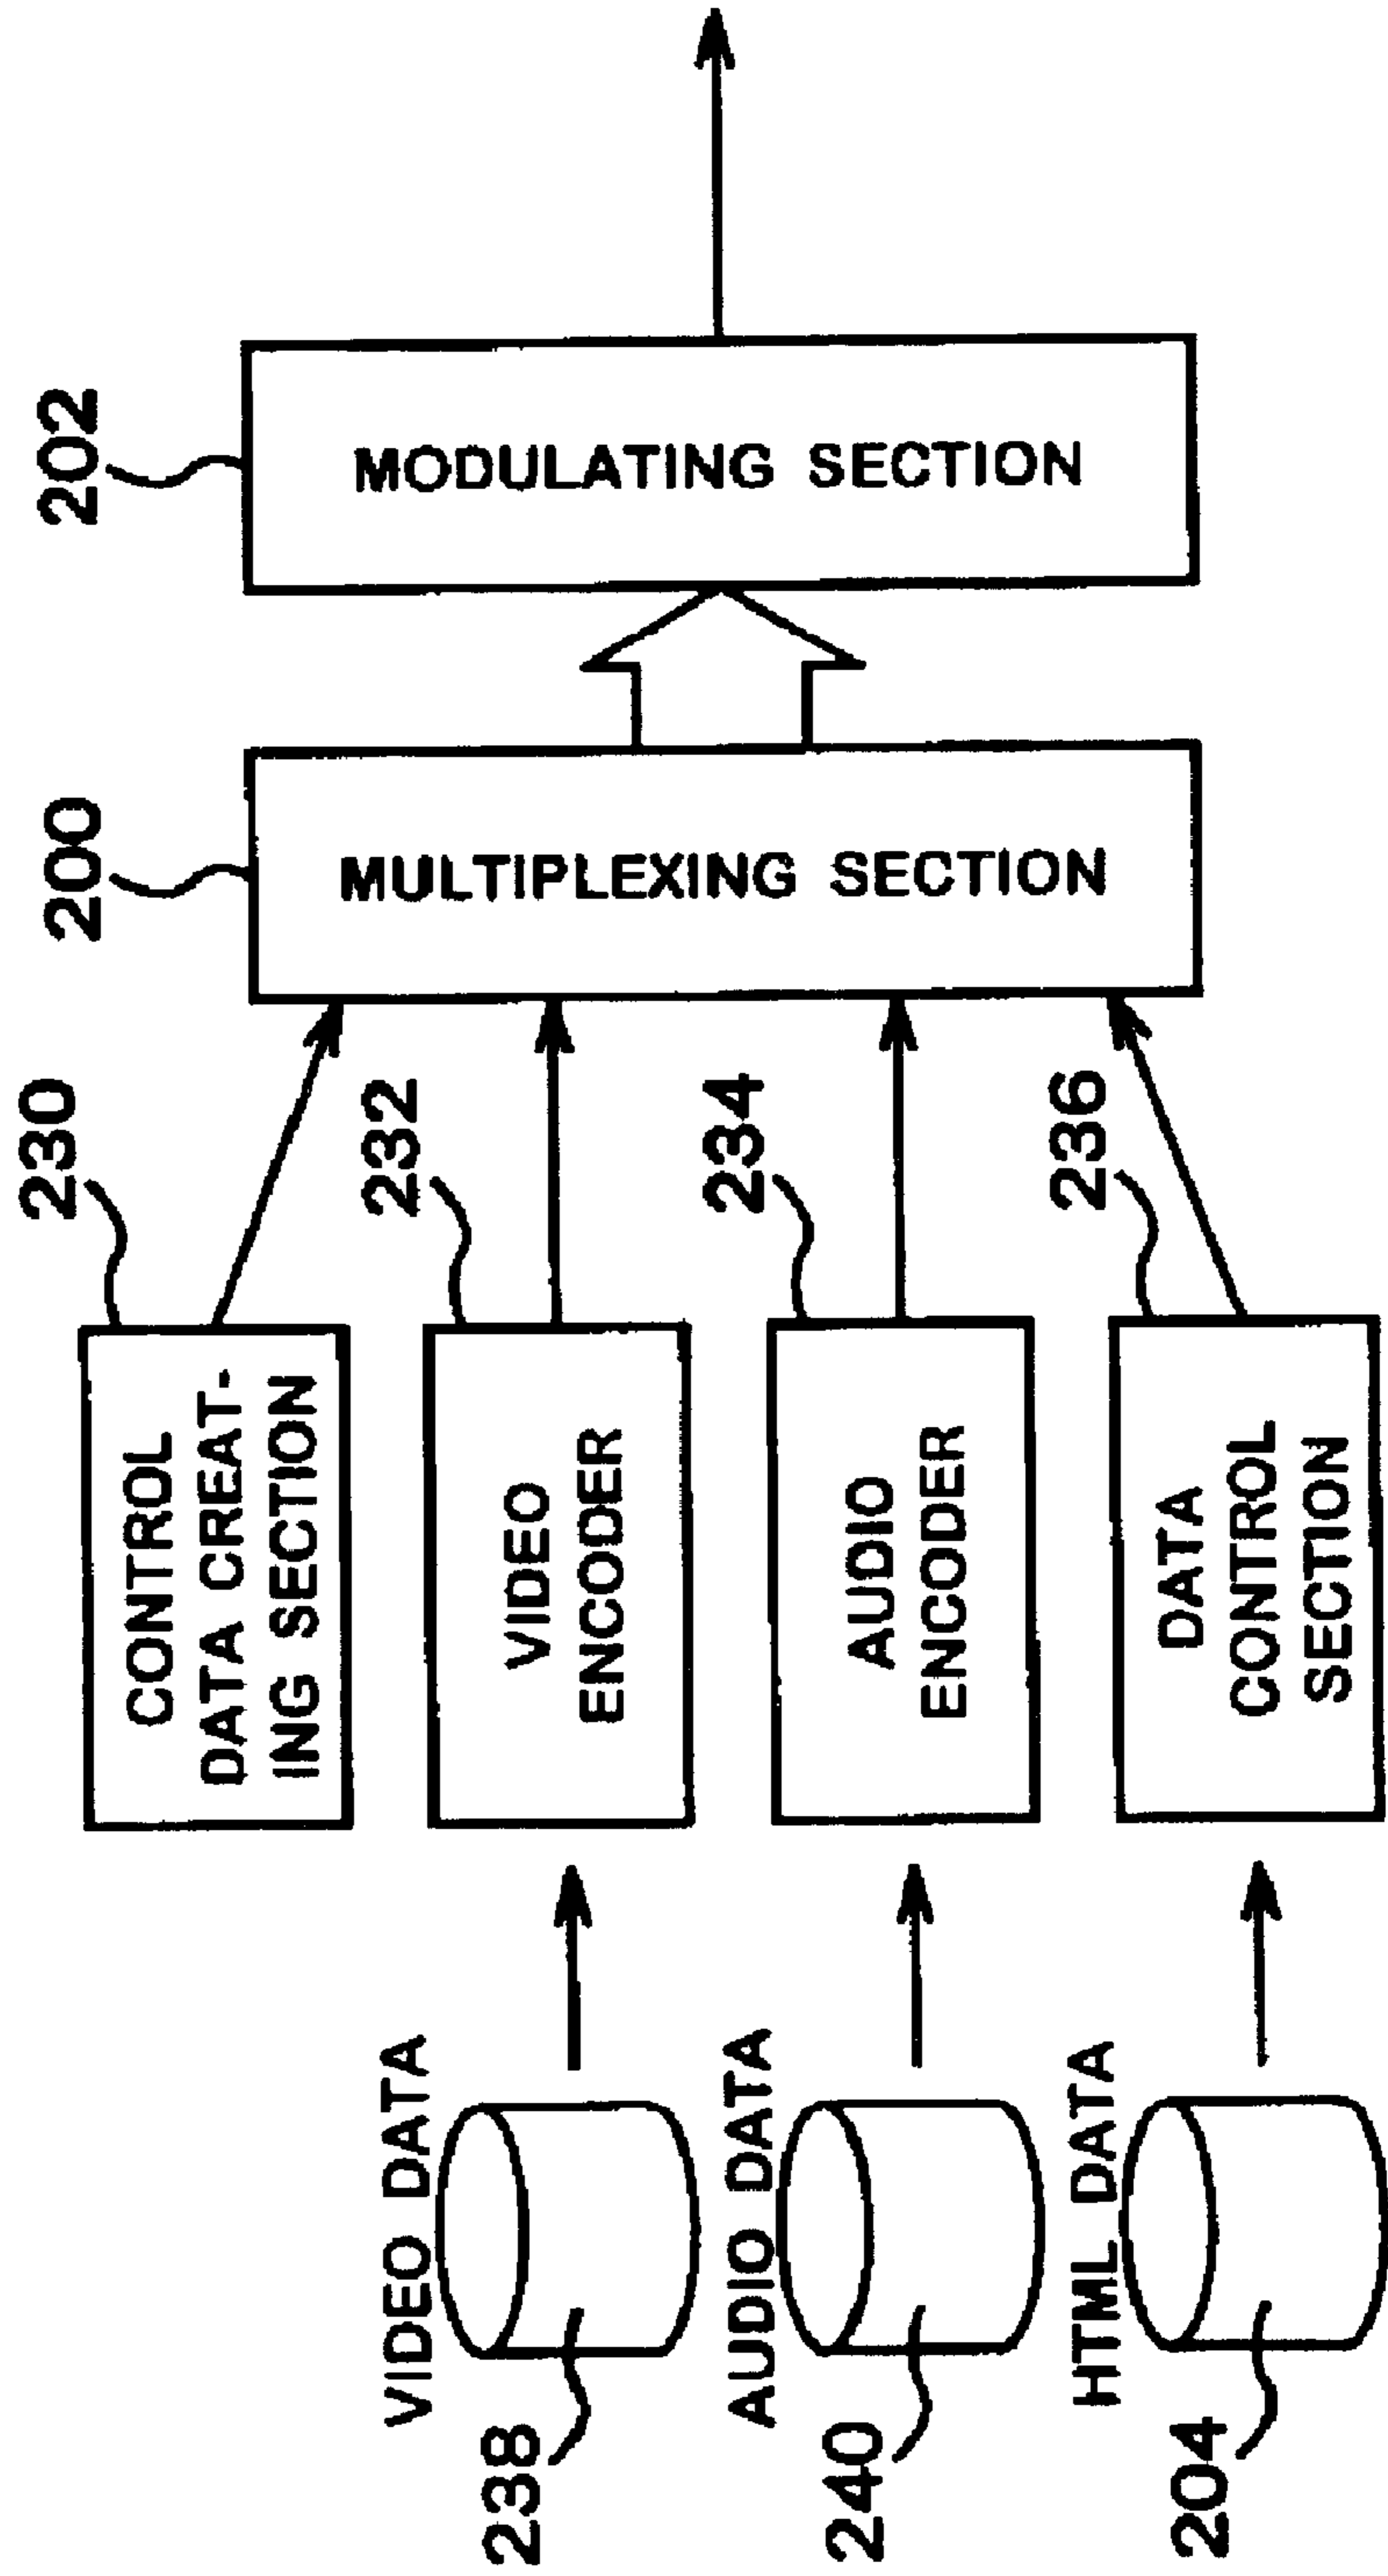 202
MODULATING SECTION
200
MULTIPLEXING SECTION
230
232
234
236
CONTROL
DATA CREAT-
ING SECTION
VIDEO
ENCODER
AUDIO
ENCODER
DATA
CONTROL
SECTION
VIDEO DATA
AUDIO DATA
HTML DATA
238
240
204